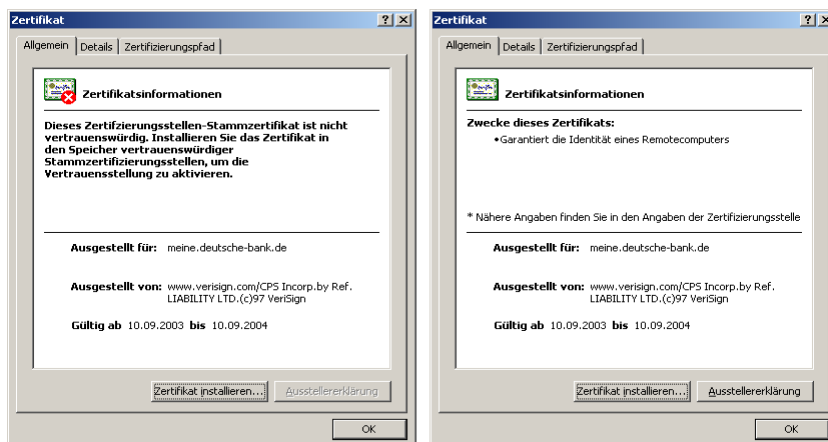 Zertifikat
Allgemein Details Zertifizierungspfad
Zertifikatsinformationen
Dieses Zertifzierungsstellen-Stammzertifikat ist nicht
vertrauenswürdig. Installieren Sie das Zertifikat in
den Speicher vertrauenswürdiger
Stammzertifizierungsstellen, um die
Vertrauensstellung zu aktivieren.
Ausgestellt für: meine.deutsche-bank.de
Ausgestellt von: www.verisign.com/CPS Incorp.by Ref.
LIABILITY LTD.(c)97 VeriSign
Gültig ab 10.09.2003 bis 10.09.2004
Zertifikat installieren... Ausstellererklärung
OK
Zertifikat
Allgemein Details Zertifizierungspfad
Zertifikatsinformationen
Zwecke dieses Zertifikats:
•Garantiert die Identität eines Remotecomputers
* Nähere Angaben finden Sie in den Angaben der Zertifizierungsstelle
Ausgestellt für: meine.deutsche-bank.de
Ausgestellt von: www.verisign.com/CPS Incorp.by Ref.
LIABILITY LTD.(c)97 VeriSign
Gültig ab 10.09.2003 bis 10.09.2004
Zertifikat installieren... Ausstellererklärung
OK